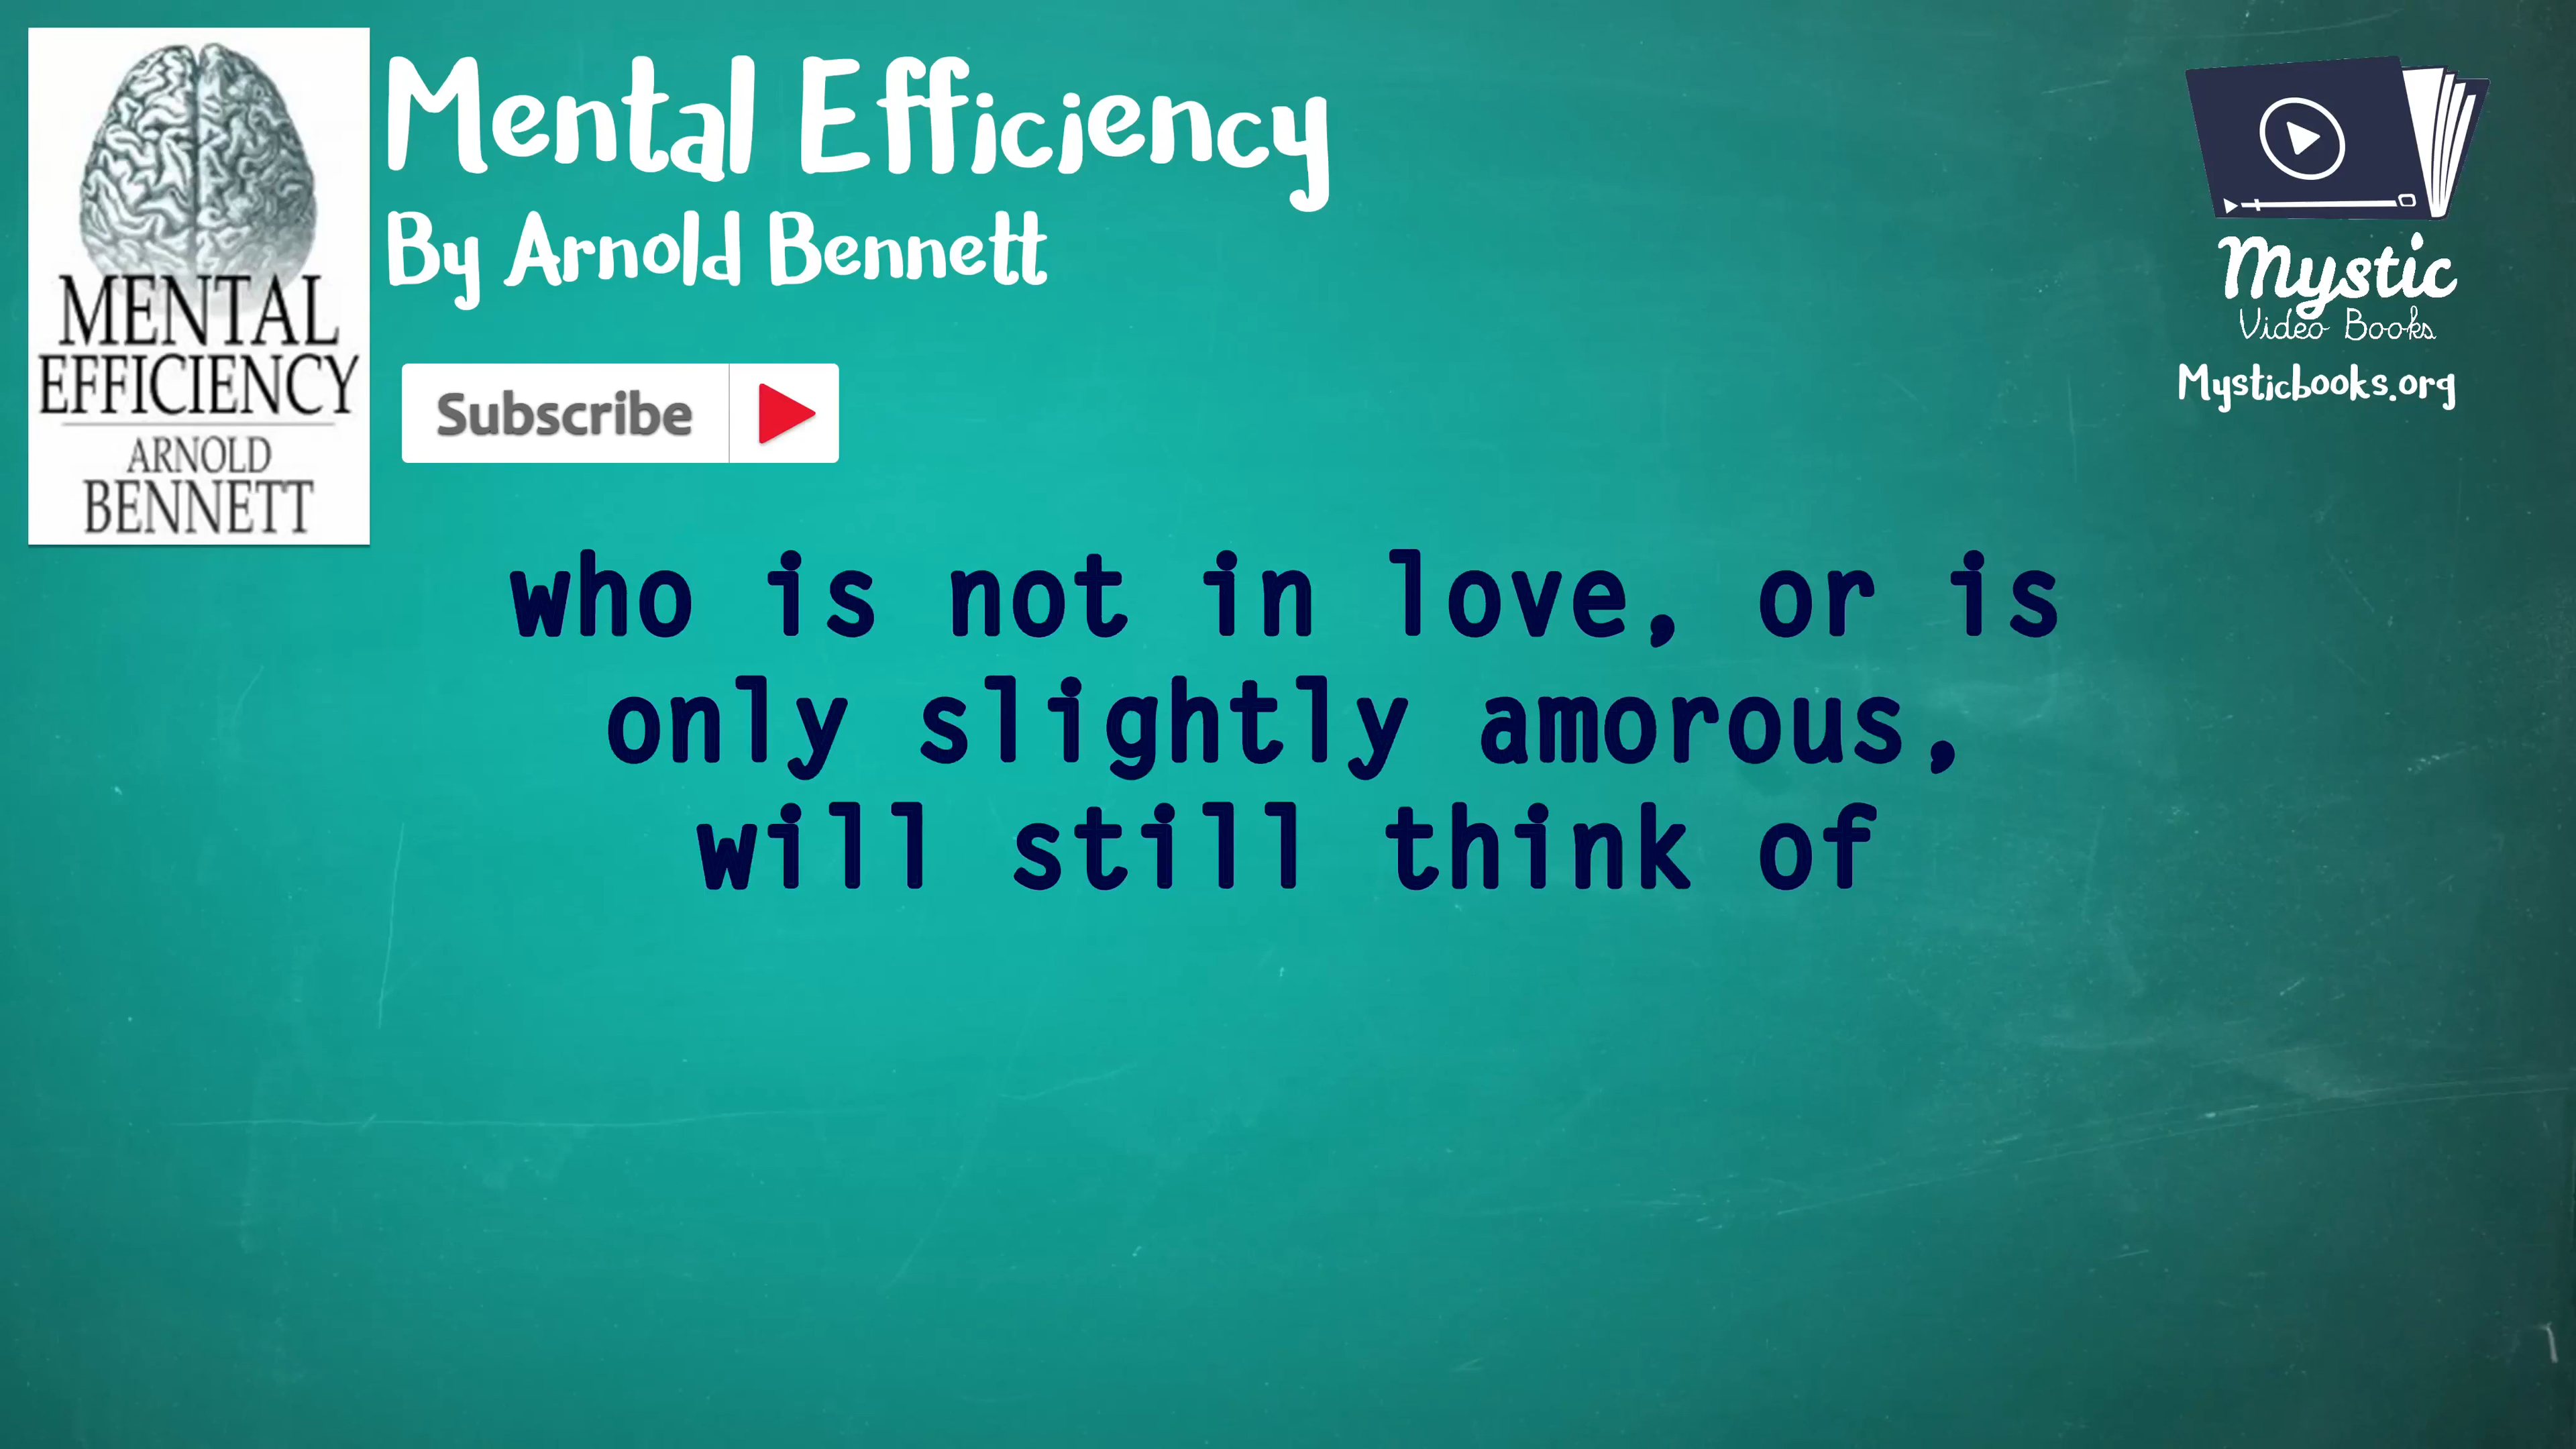 MENTAL
EFFICIENCY
ARNOLD
BENNETT
Mental Efficiency
By Arnold Bennett
Subscribe
Mystic
Video Books
Mysticbooks.org
who is not in love, or is
only slightly amorous,
will still think of